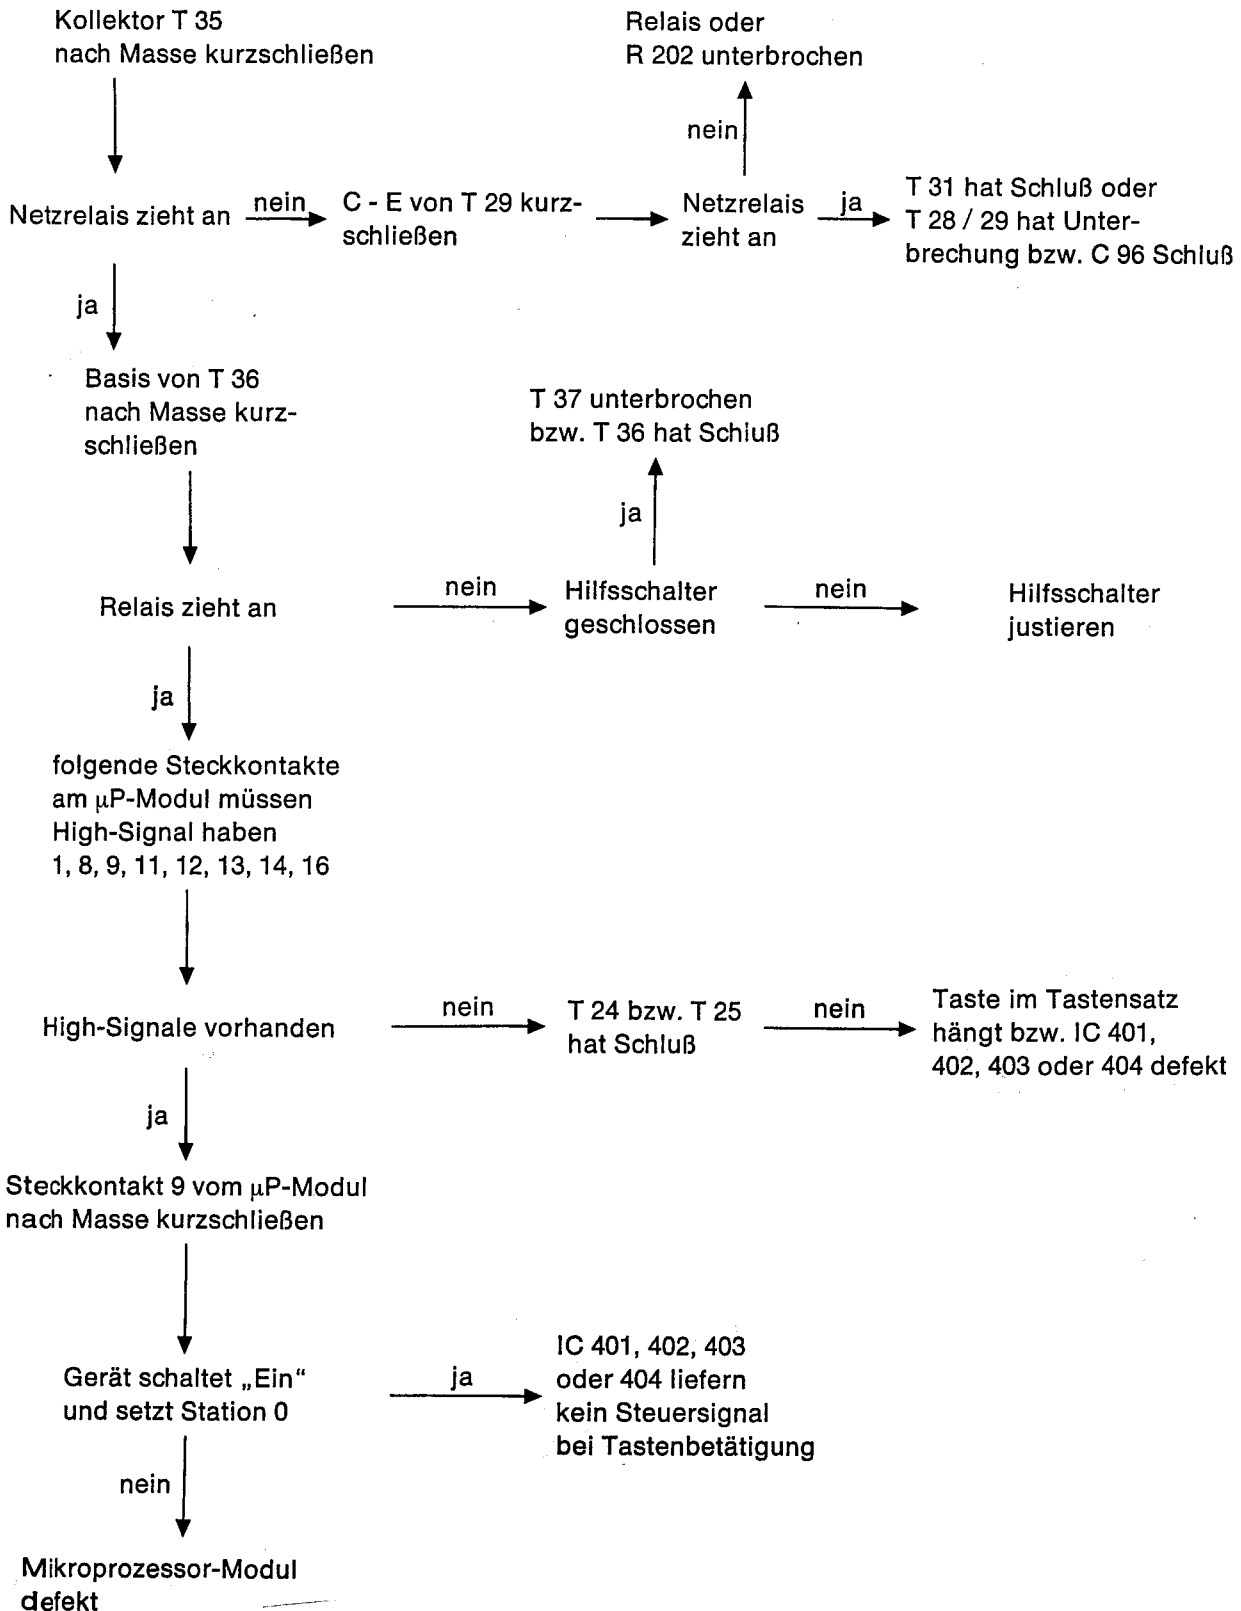 Kollektor T 35
nach Masse kurzschließen
Relais oder
R 202 unterbrochen
nein
Netzrelais zieht an
nein
C - E von T 29 kurz-
schließen
Netzrelais
zieht an
ja
T 31 hat Schluß oder
T 28 / 29 hat Unter-
brechung bzw. C 96 Schluß
ja
Basis von T 36
nach Masse kurz-
schließen
T 37 unterbrochen
bzw. T 36 hat Schluß
ja
Relais zieht an
nein
Hilfsschalter
geschlossen
nein
Hilfsschalter
justieren
ja
folgende Steckkontakte
am µP-Modul müssen
High-Signal haben
1, 8, 9, 11, 12, 13, 14, 16
High-Signale vorhanden
nein
T 24 bzw. T 25
hat Schluß
nein
Taste im Tastensatz
hängt bzw. IC 401,
402, 403 oder 404 defekt
ja
Steckkontakt 9 vom µP-Modul
nach Masse kurzschließen
Gerät schaltet „Ein“
und setzt Station 0
ja
IC 401, 402, 403
oder 404 liefern
kein Steuersignal
bei Tastenbetätigung
nein
Mikroprozessor-Modul
defekt